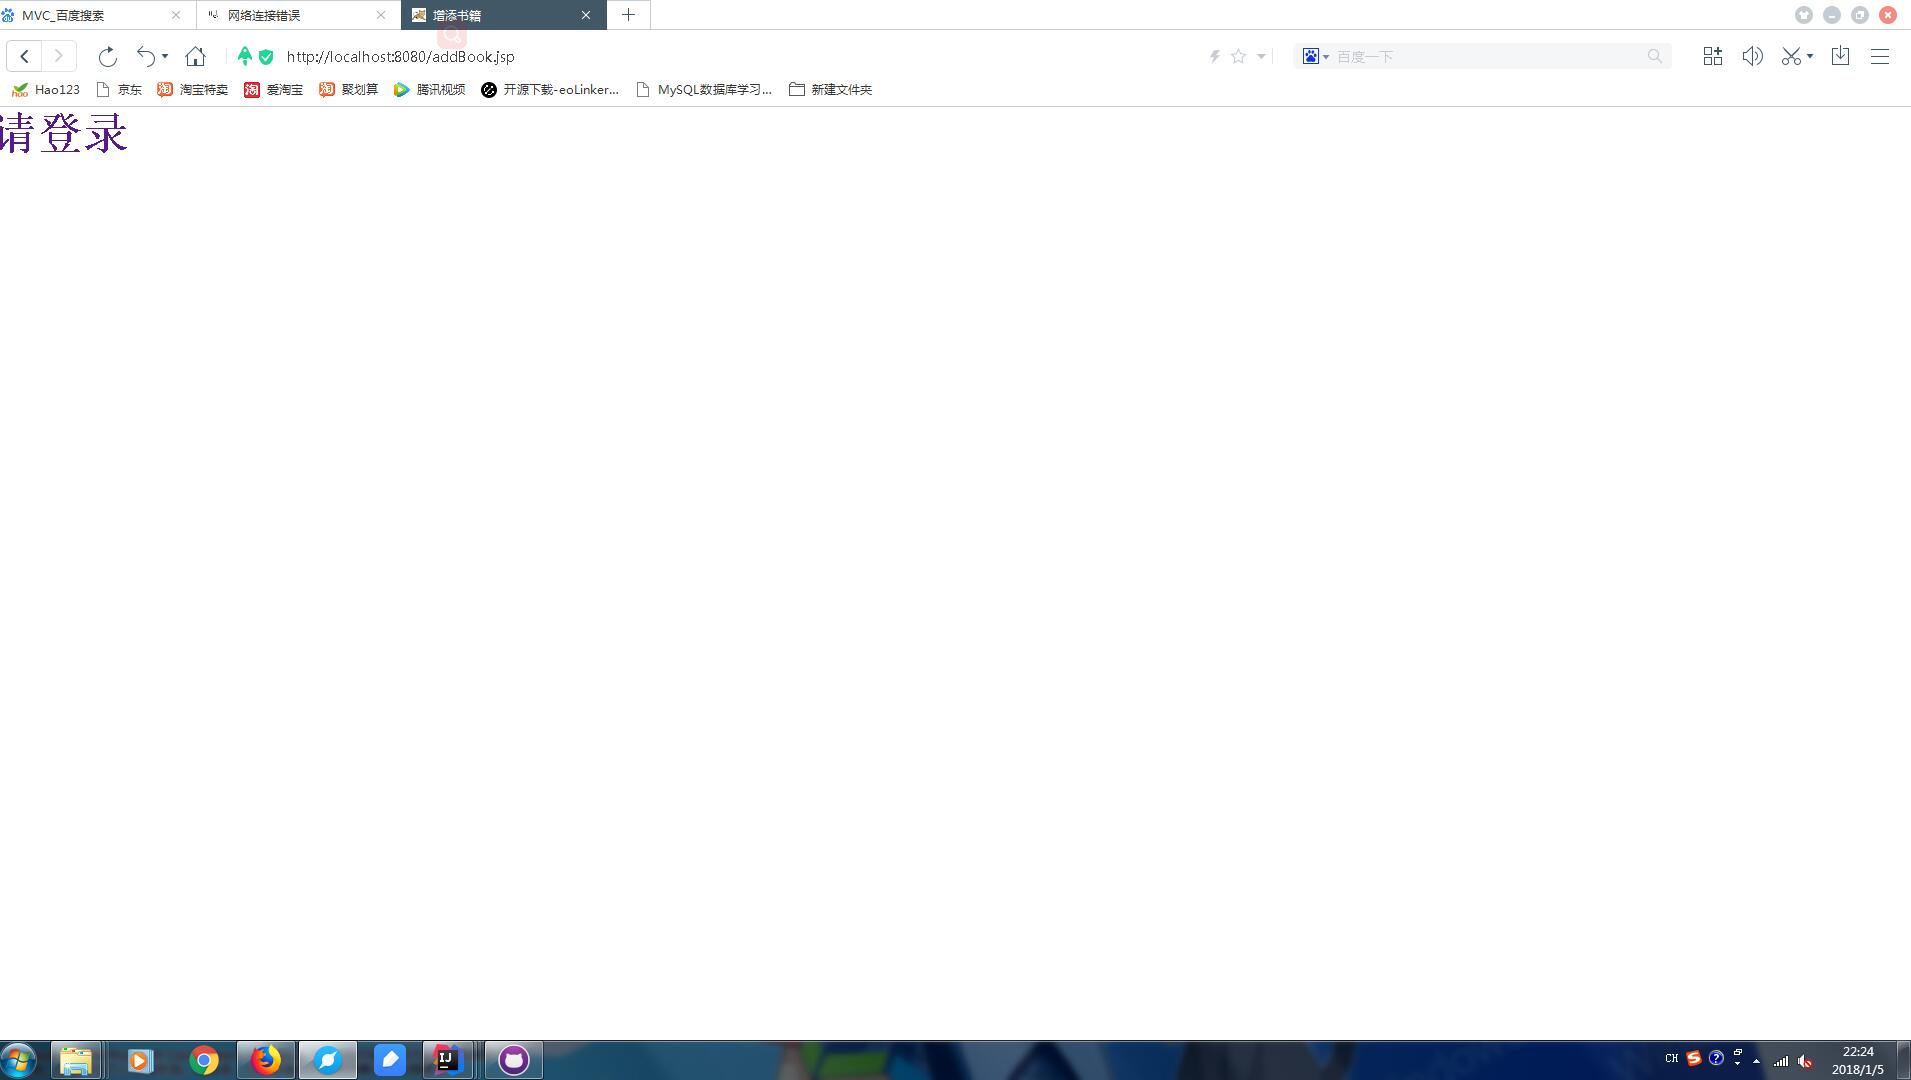 MVC_百度搜索
网络连接错误
增添书籍
http://localhost:8080/addBook.jsp
百度一下
Hao123
京东
淘宝特卖
爱淘宝
聚划算
腾讯视频
开源下载-eoLinker...
MySQL数据库学习...
新建文件夹
请登录
CH
22:24
2018/1/5